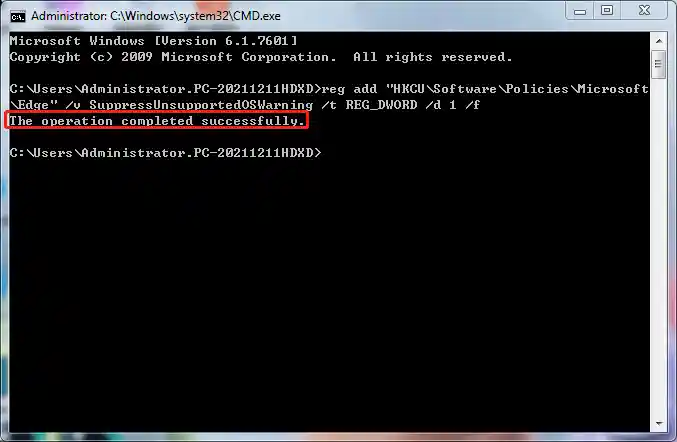 Administrator: C:\Windows\system32\CMD.exe
Microsoft Windows [Version 6.1.7601]
Copyright (c) 2009 Microsoft Corporation.  All rights reserved.
C:\Users\Administrator.PC-20211211HDXD>reg add "HKCU\Software\Policies\Microsoft
\Edge" /v SuppressUnsupportedOSWarning /t REG_DWORD /d 1 /f
The operation completed successfully.
C:\Users\Administrator.PC-20211211HDXD>